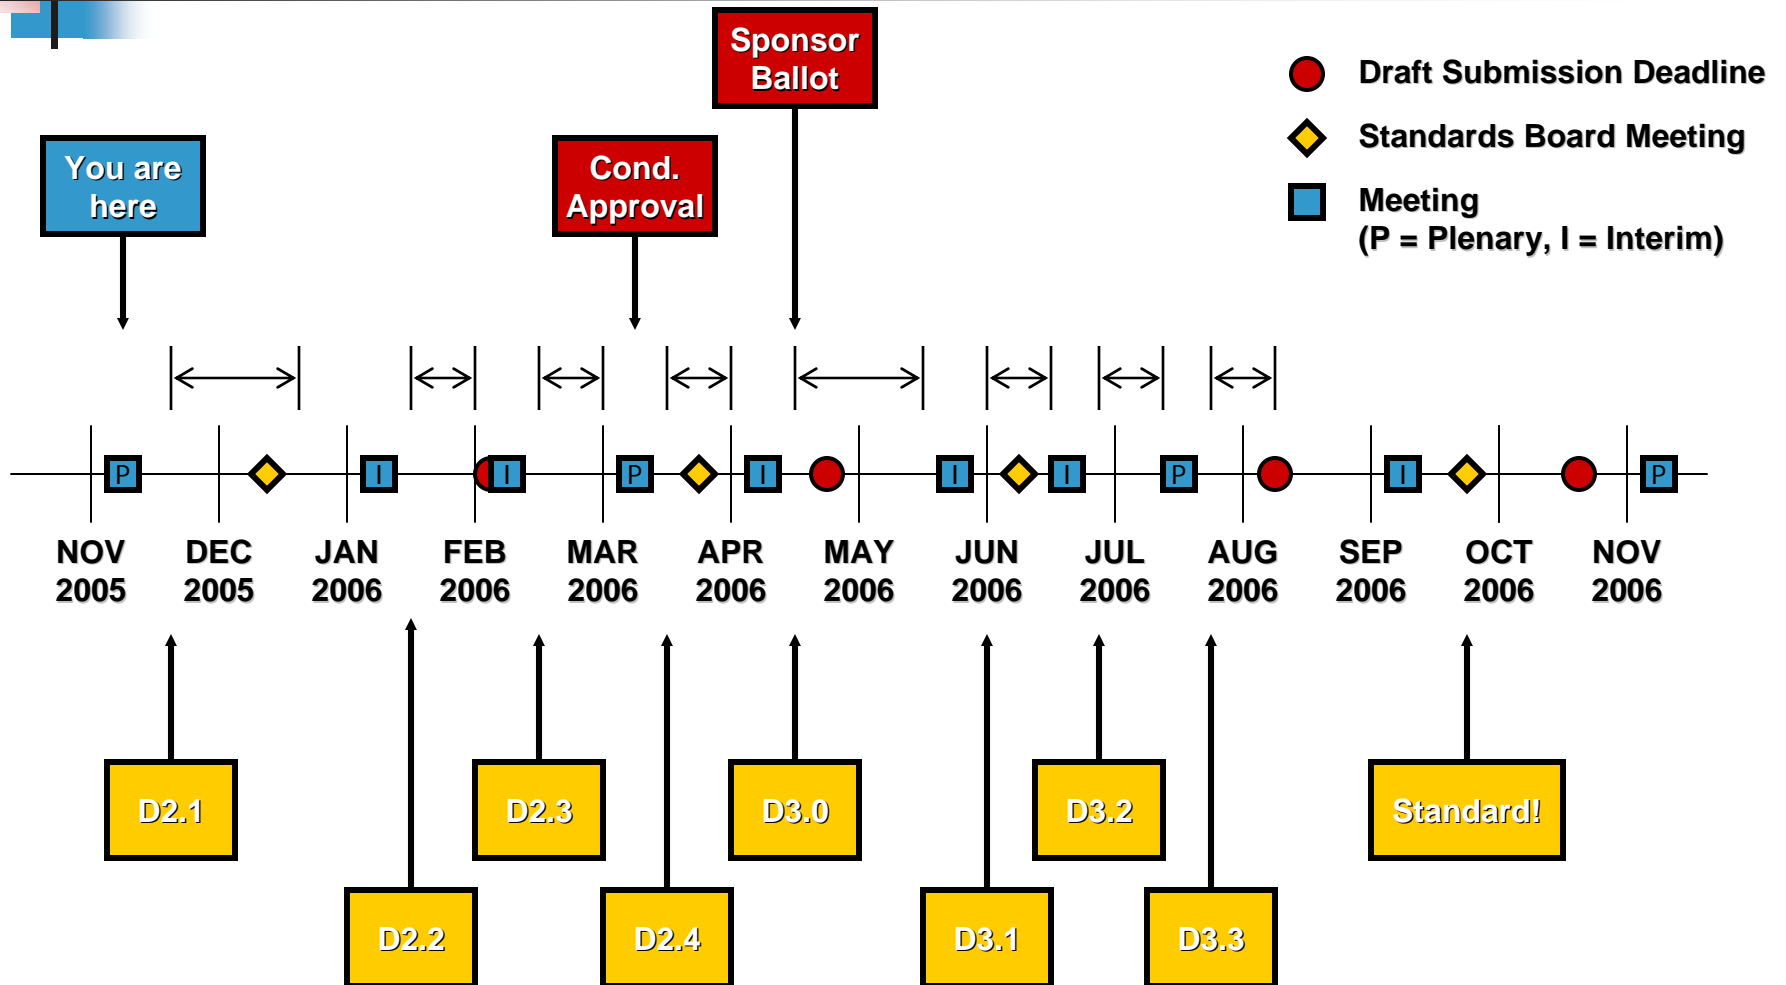 Sponsor
Ballot
Draft Submission Deadline
Standards Board Meeting
Meeting
(P = Plenary, I = Interim)
You are
here
Cond.
Approval
P I I P I I I P I P
NOV DEC JAN FEB MAR APR MAY JUN JUL AUG SEP OCT NOV
2005 2005 2006 2006 2006 2006 2006 2006 2006 2006 2006 2006 2006
D2.1 D2.3 D3.0 D3.2 Standard!
D2.2 D2.4 D3.1 D3.3